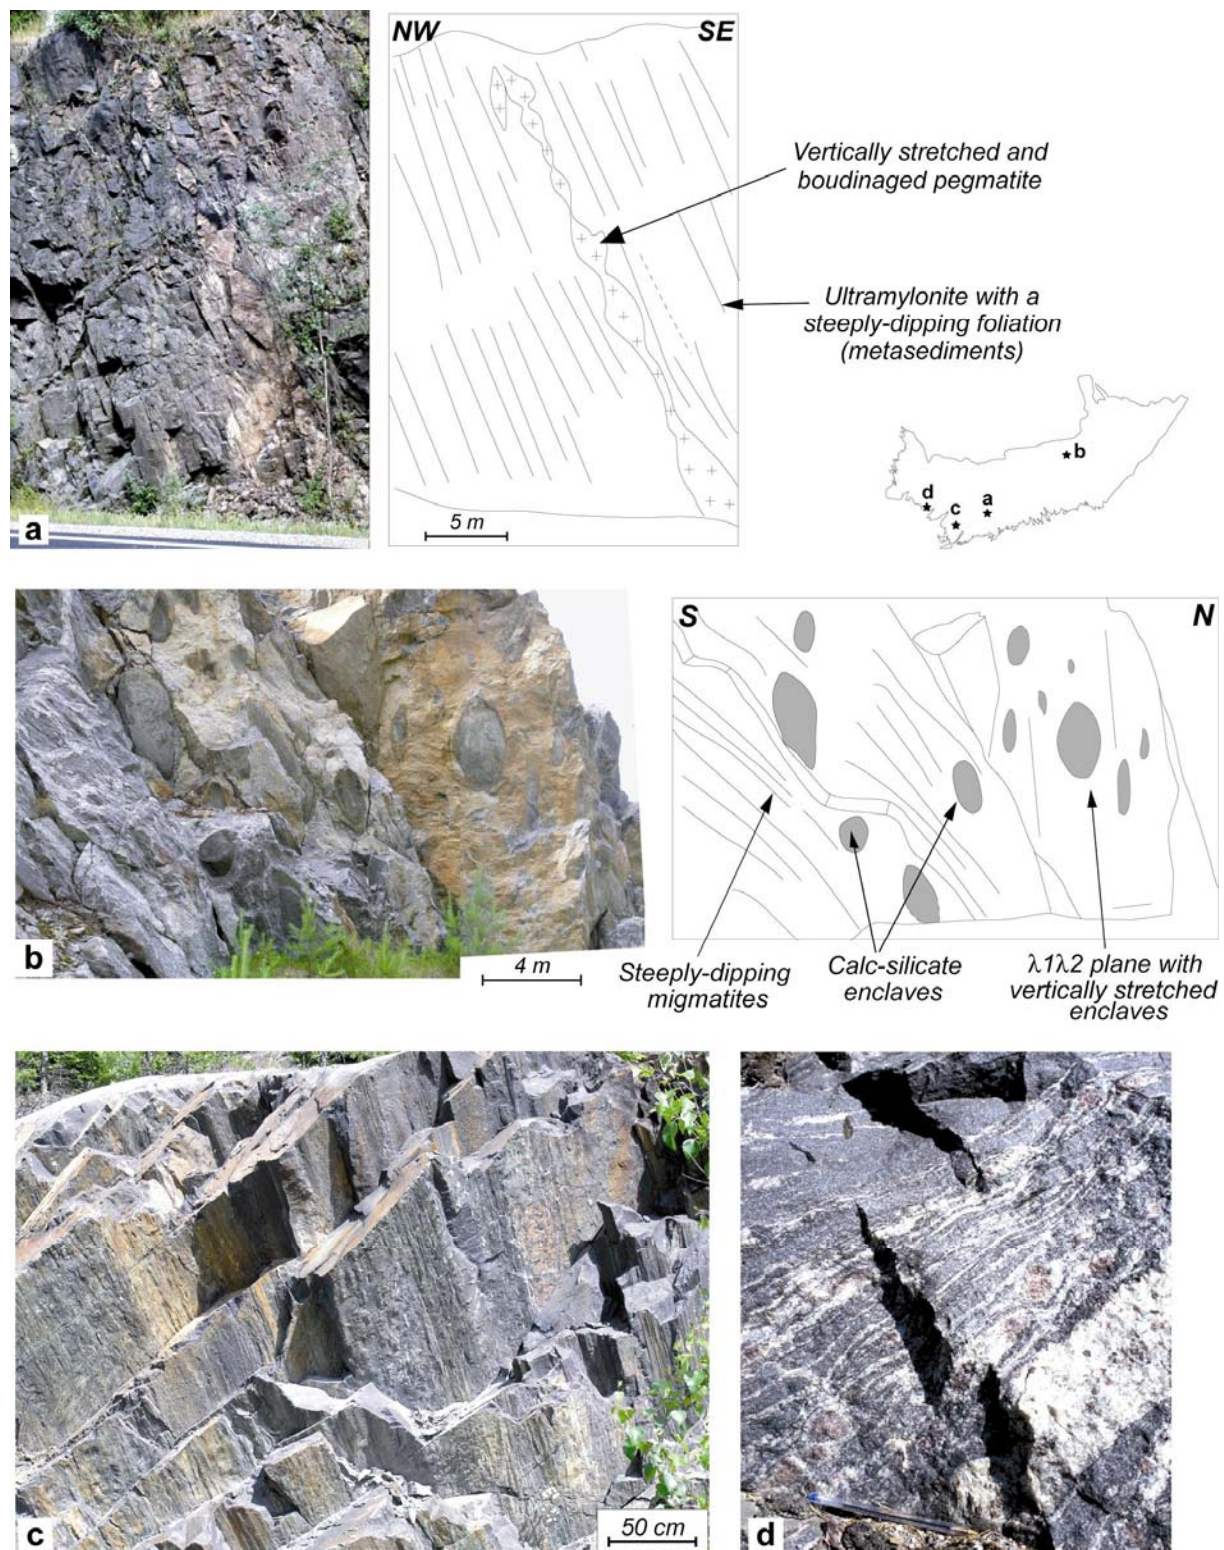 NW
SE
Vertically stretched and
boudinaged pegmatite
Ultramylonite with a
steeply-dipping foliation
(metasediments)
5 m
a
a
b
c
d
S
N
b
4 m
Steeply-dipping
migmatites
Calc-silicate
enclaves
λ1λ2 plane with
vertically stretched
enclaves
c
50 cm
d